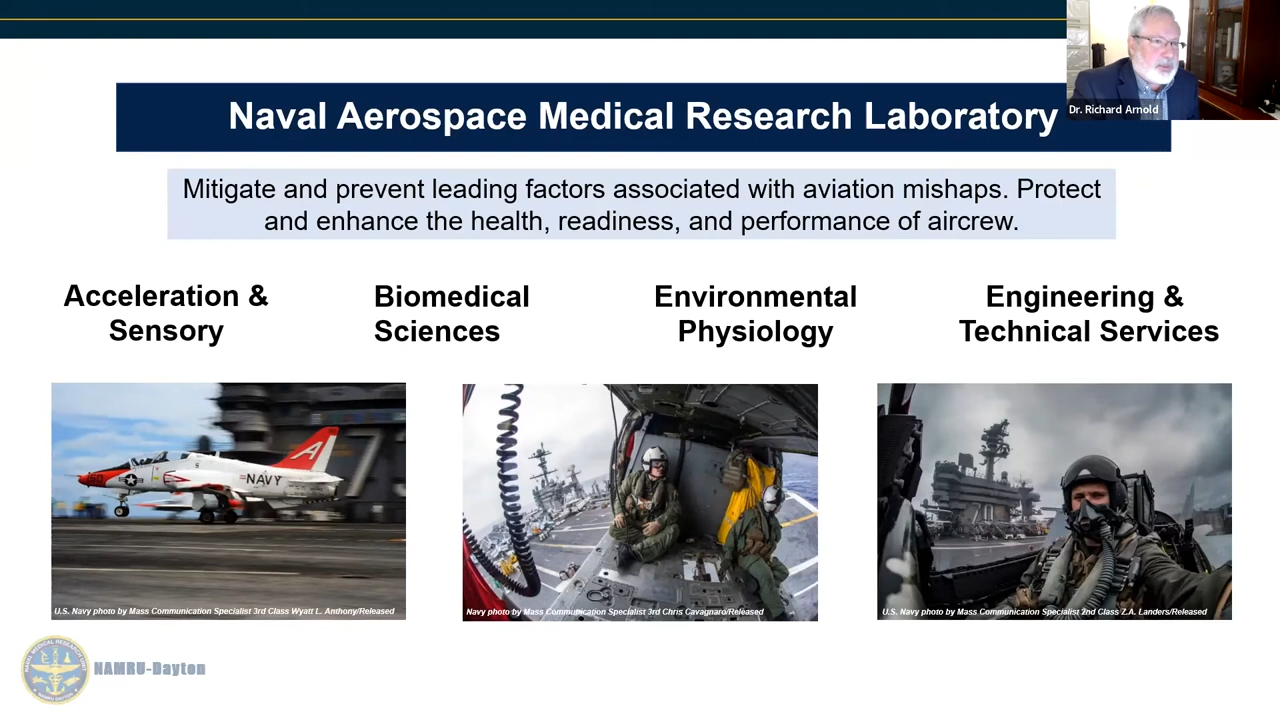 Dr. Richard Arnold
Naval Aerospace Medical Research Laboratory
Mitigate and prevent leading factors associated with aviation mishaps. Protect
and enhance the health, readiness, and performance of aircrew.
Acceleration &
Sensory
Biomedical
Sciences
Environmental
Physiology
Engineering &
Technical Services
A
NAVY
U.S. Navy photo by Mass Communication Specialist 3rd Class Wyatt L. Anthony/Released
Navy photo by Mass Communication Specialist 3rd Chris Cavagnaro/Released
U.S. Navy photo by Mass Communication Specialist 2nd Class Z.A. Landers/Released
NAMRU-Dayton